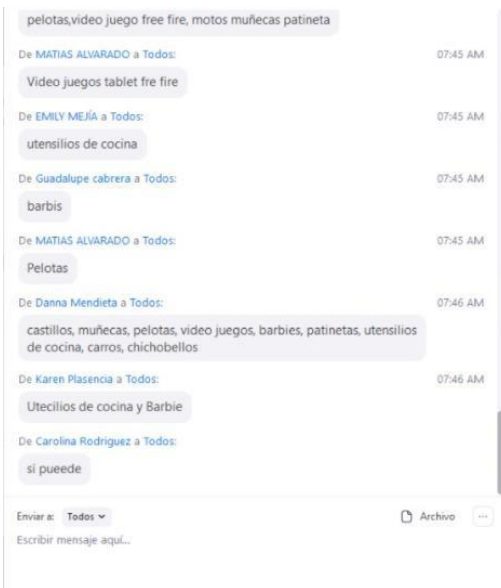 pelotas,video juego free fire, motos muñecas patineta
De MATIAS ALVARADO a Todos: 07:45 AM
Video juegos tablet fre fire
De EMILY MEJÍA a Todos: 07:45 AM
utensilios de cocina
De Guadalupe cabrera a Todos: 07:45 AM
barbis
De MATIAS ALVARADO a Todos: 07:45 AM
Pelotas
De Danna Mendieta a Todos: 07:46 AM
castillos, muñecas, pelotas, video juegos, barbies, patinetas, utensilios
de cocina, carros, chichobellos
De Karen Plasencia a Todos: 07:46 AM
Utecilios de cocina y Barbie
De Carolina Rodriguez a Todos:
si pueede
Enviar a: Todos Archivo ...
Escribir mensaje aquí...